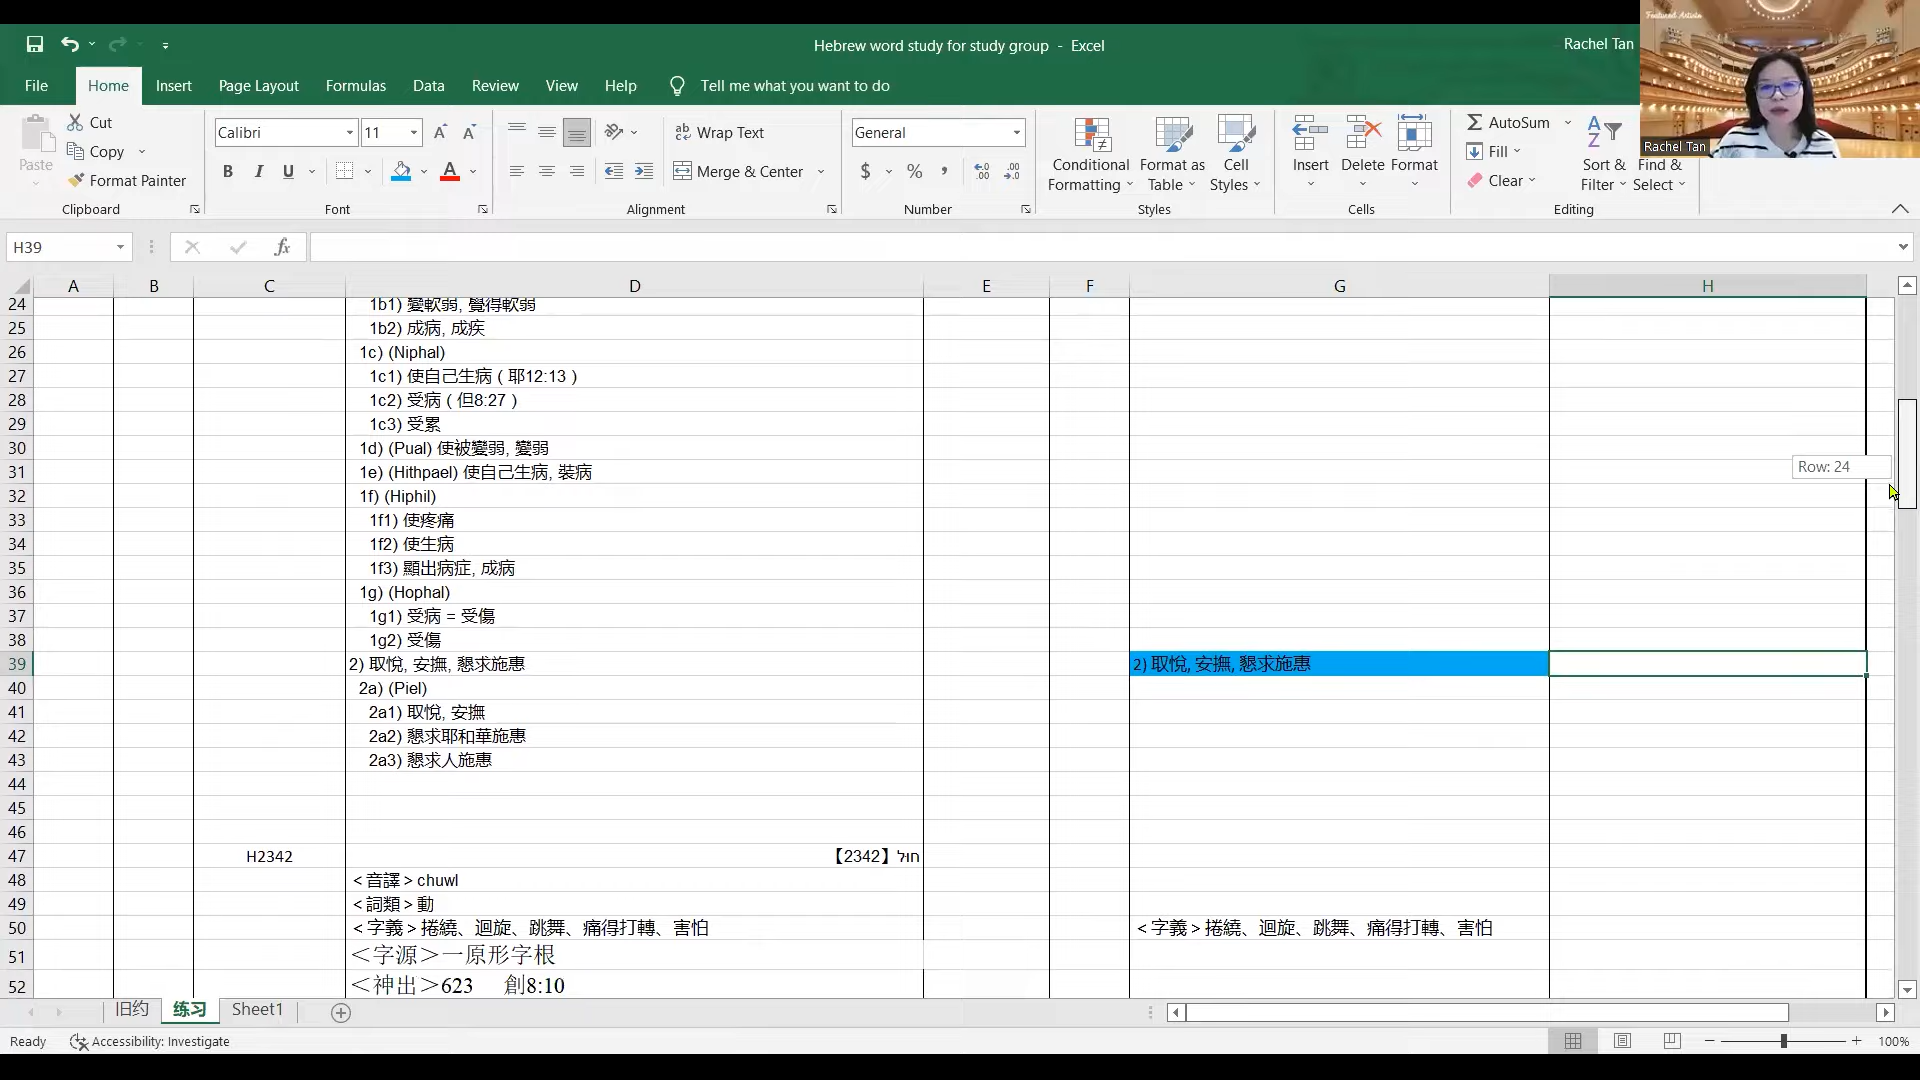 Hebrew word study for study group - Excel
Rachel Tan
Featured Artists
Rachel Tan
File Home Insert Page Layout Formulas Data Review View Help Tell me what you want to do
Paste
Cut
Copy
Format Painter
Clipboard
Calibri 11
B I U
Font
Wrap Text
Merge & Center
Alignment
General
$ % ,
Number
Conditional Formatting
Format as Table
Cell Styles
Styles
Insert Delete Format
Cells
AutoSum
Fill
Clear
Sort & Filter
Find & Select
Editing
H39 fx
A B C D E F G H
24 1b1) 變軟弱, 覺得軟弱
25 1b2) 成病, 成疾
26 1c) (Niphal)
27 1c1) 使自己生病 ( 耶12:13 )
28 1c2) 受病 ( 但8:27 )
29 1c3) 受累
30 1d) (Pual) 使被變弱, 變弱
31 1e) (Hithpael) 使自己生病, 裝病
Row: 24
32 1f) (Hiphil)
33 1f1) 使疼痛
34 1f2) 使生病
35 1f3) 顯出病症, 成病
36 1g) (Hophal)
37 1g1) 受病 = 受傷
38 1g2) 受傷
39 2) 取悅, 安撫, 懇求施惠 2) 取悅, 安撫, 懇求施惠
40 2a) (Piel)
41 2a1) 取悅, 安撫
42 2a2) 懇求耶和華施惠
43 2a3) 懇求人施惠
44
45
46
47 H2342 【2342】חול
48 ＜音譯＞chuwl
49 ＜詞類＞動
50 ＜字義＞捲繞、迴旋、跳舞、痛得打轉、害怕 ＜字義＞捲繞、迴旋、跳舞、痛得打轉、害怕
51 ＜字源＞一原形字根
52 ＜神出＞623 創8:10
旧约 练习 Sheet1
Ready Accessibility: Investigate 100%